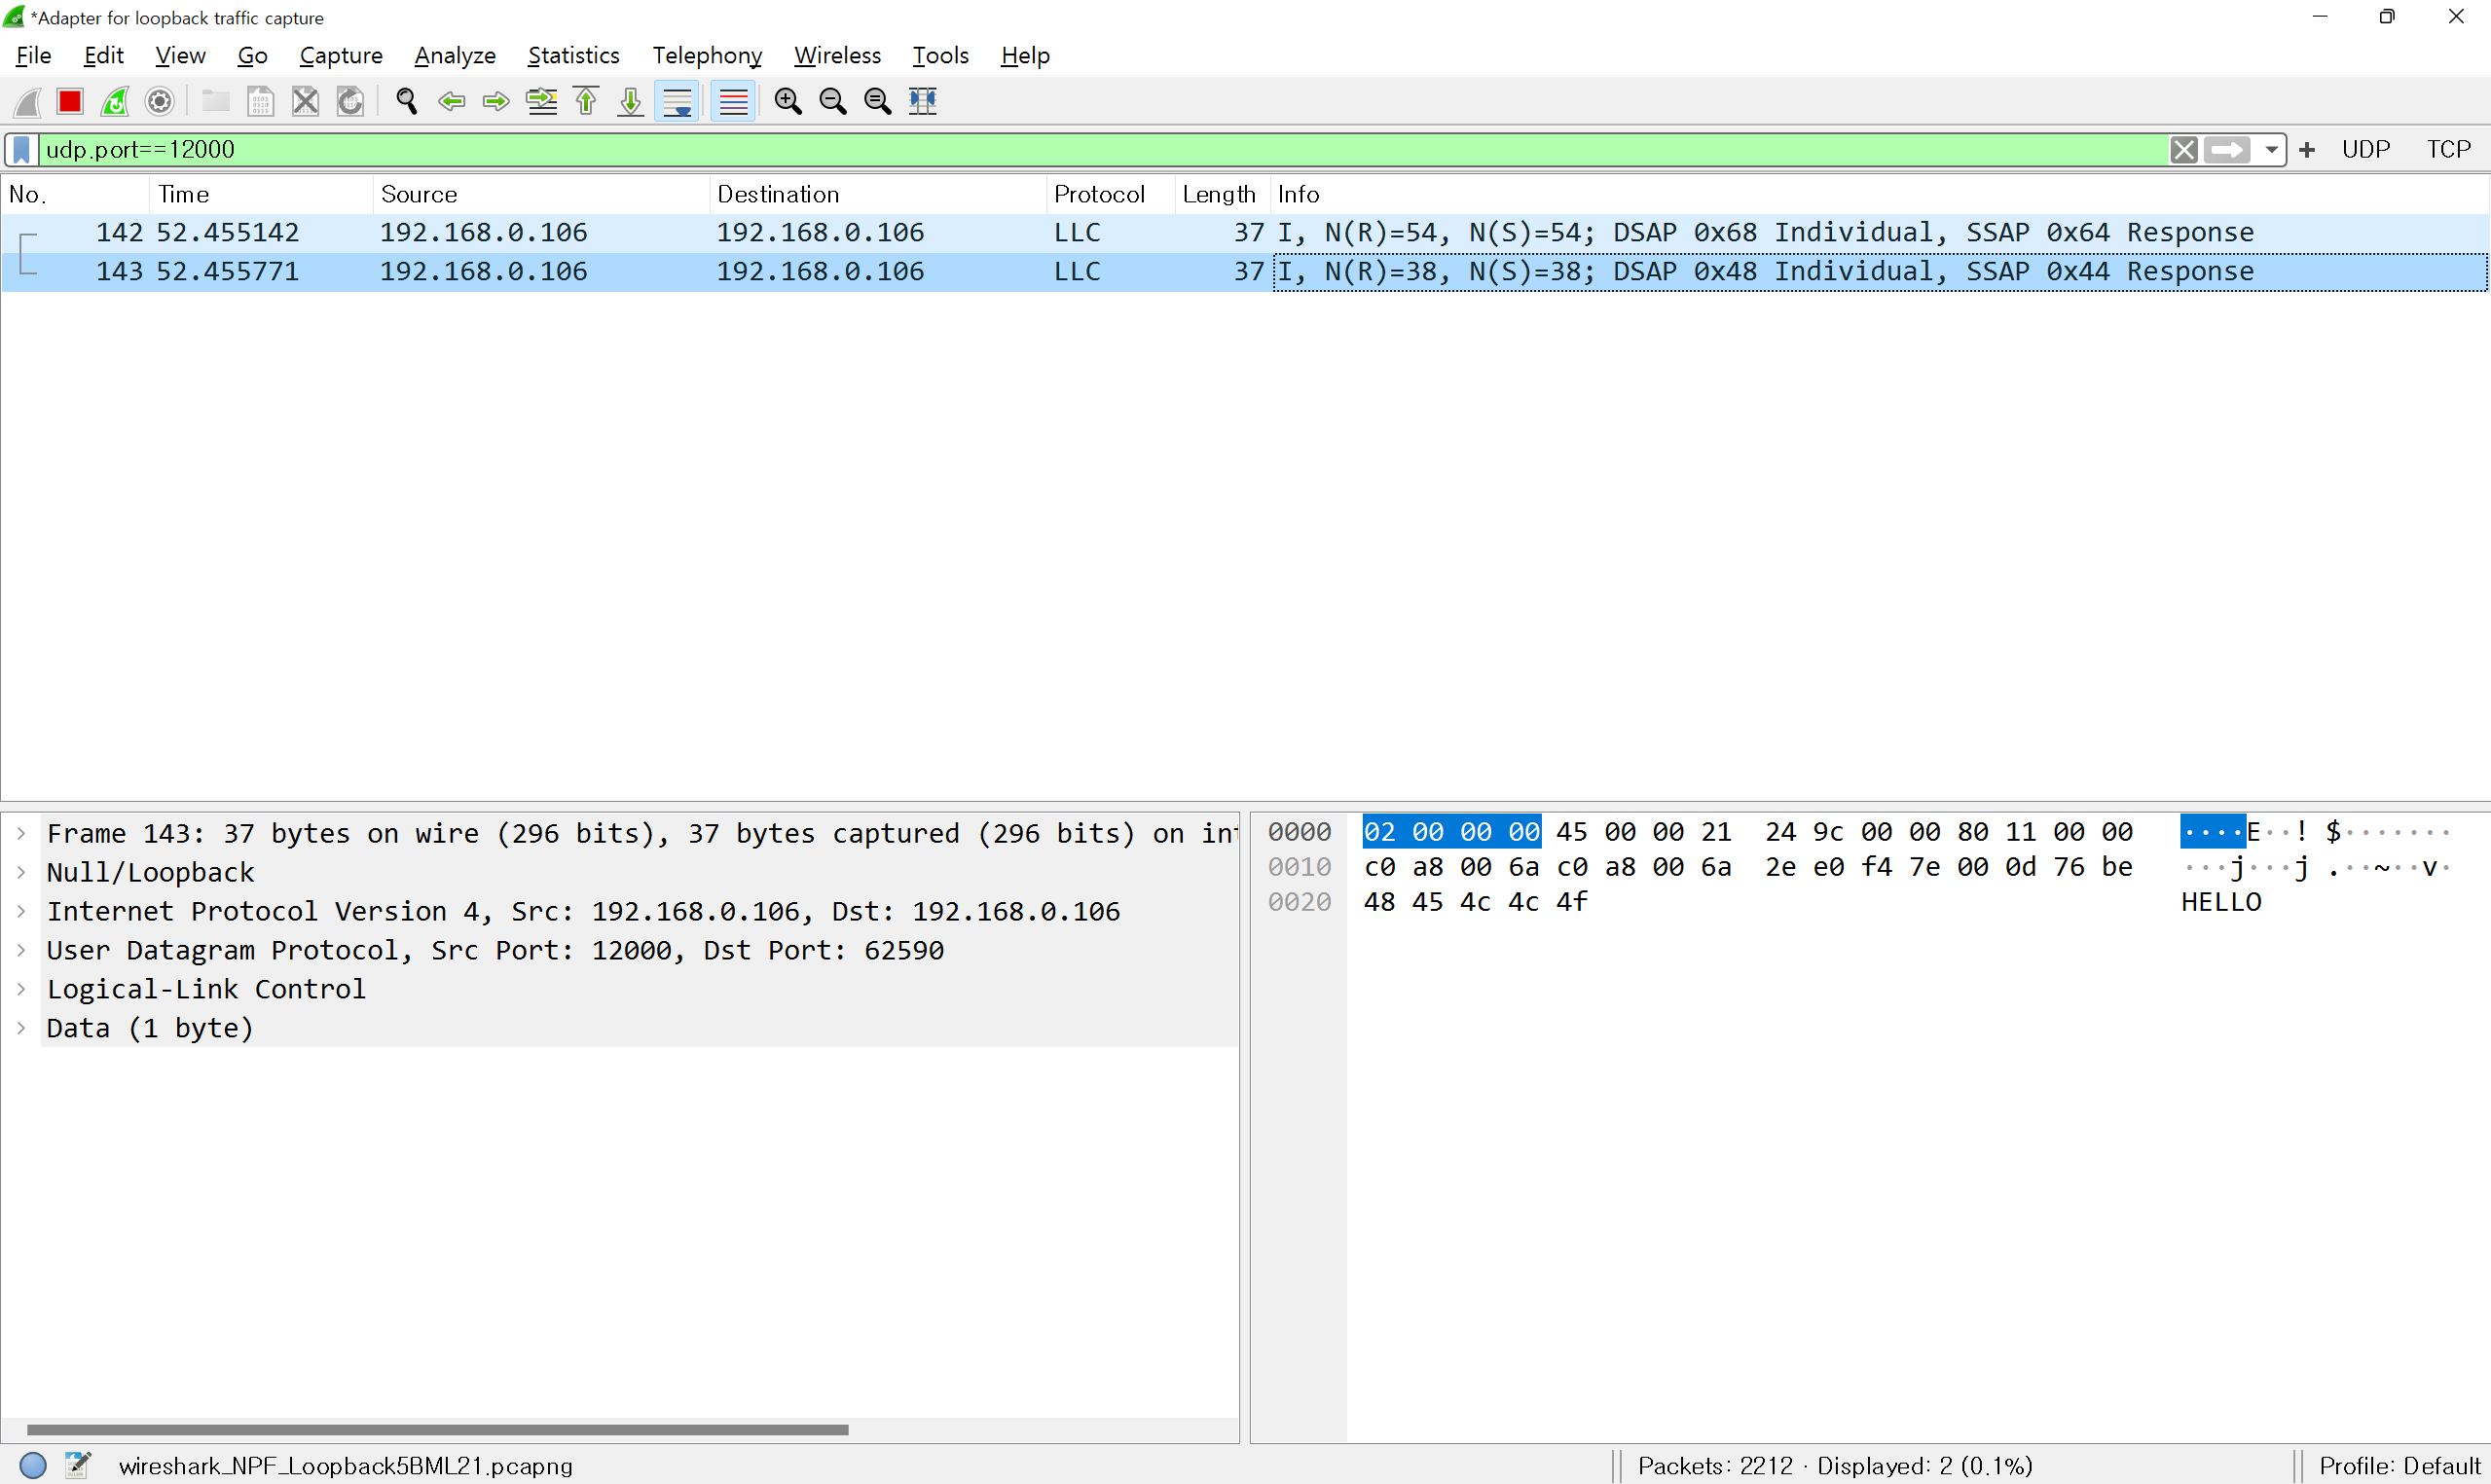 *Adapter for loopback traffic capture
File Edit View Go Capture Analyze Statistics Telephony Wireless Tools Help
udp.port==12000 + UDP TCP
No. Time Source Destination Protocol Length Info
142 52.455142 192.168.0.106 192.168.0.106 LLC 37 I, N(R)=54, N(S)=54; DSAP 0x68 Individual, SSAP 0x64 Response
143 52.455771 192.168.0.106 192.168.0.106 LLC 37 I, N(R)=38, N(S)=38; DSAP 0x48 Individual, SSAP 0x44 Response
Frame 143: 37 bytes on wire (296 bits), 37 bytes captured (296 bits) on int
Null/Loopback
Internet Protocol Version 4, Src: 192.168.0.106, Dst: 192.168.0.106
User Datagram Protocol, Src Port: 12000, Dst Port: 62590
Logical-Link Control
Data (1 byte)
0000 02 00 00 00 45 00 00 21 24 9c 00 00 80 11 00 00 ····E··! $·······
0010 c0 a8 00 6a c0 a8 00 6a 2e e0 f4 7e 00 0d 76 be ···j···j .··~··v·
0020 48 45 4c 4c 4f HELLO
wireshark_NPF_Loopback5BML21.pcapng
Packets: 2212 · Displayed: 2 (0.1%)
Profile: Default